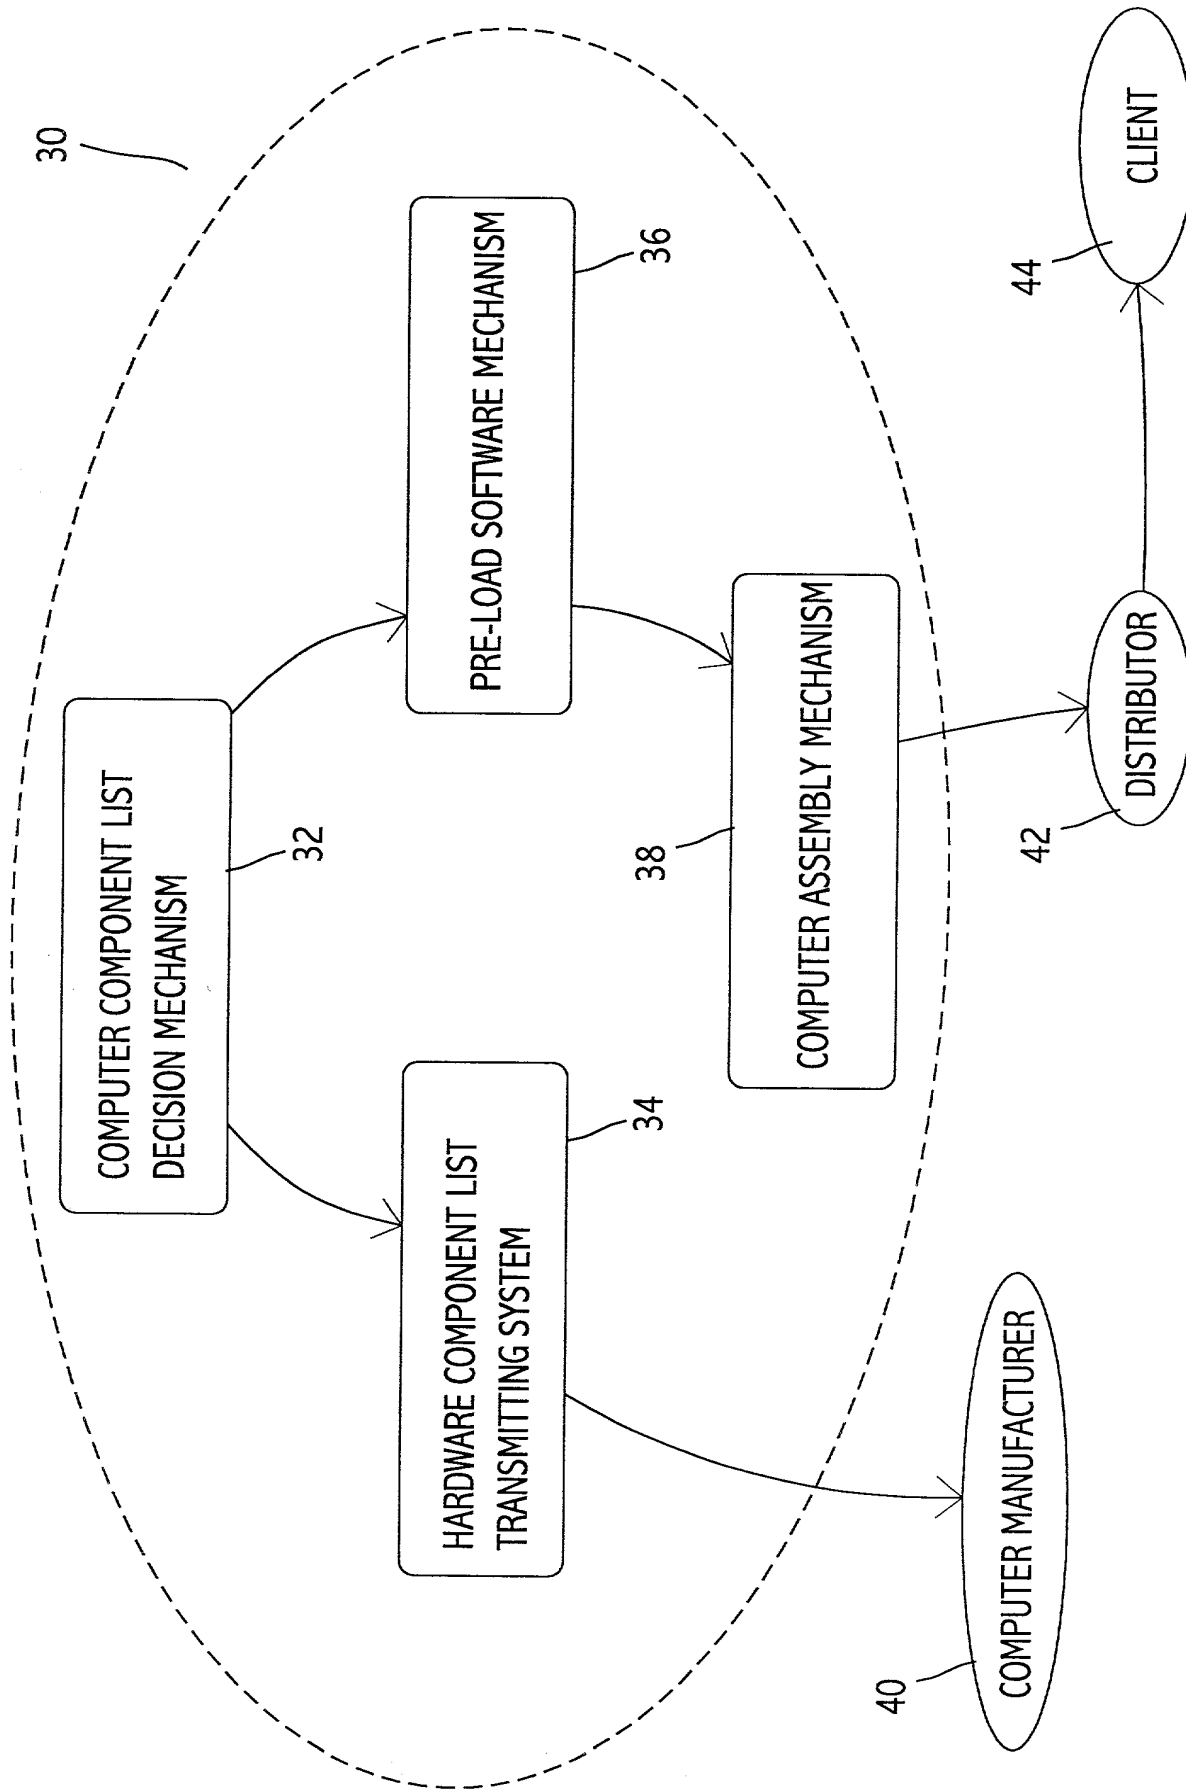 30
COMPUTER COMPONENT LIST
DECISION MECHANISM
32
HARDWARE COMPONENT LIST
TRANSMITTING SYSTEM
34
PRE-LOAD SOFTWARE MECHANISM
36
38
COMPUTER ASSEMBLY MECHANISM
40
COMPUTER MANUFACTURER
42
DISTRIBUTOR
44
CLIENT